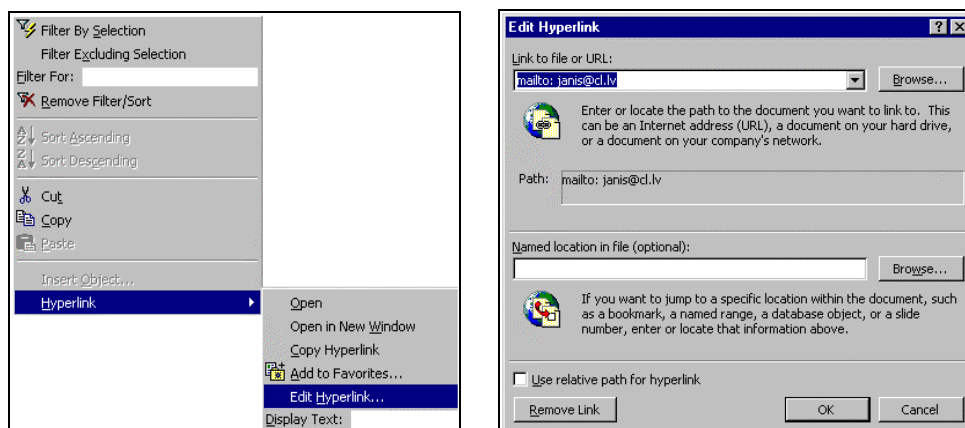 Filter By Selection
Filter Excluding Selection
Filter For:
Remove Filter/Sort
Sort Ascending
Sort Descending
Cut
Copy
Paste
Insert Object...
Hyperlink
Open
Open in New Window
Copy Hyperlink
Add to Favorites...
Edit Hyperlink...
Display Text:
Edit Hyperlink
Link to file or URL:
mailto: janis@cl.lv
Browse...
Enter or locate the path to the document you want to link to. This
can be an Internet address (URL), a document on your hard drive,
or a document on your company's network.
Path: mailto: janis@cl.lv
Named location in file (optional):
Browse...
If you want to jump to a specific location within the document, such
as a bookmark, a named range, a database object, or a slide
number, enter or locate that information above.
Use relative path for hyperlink
Remove Link OK Cancel